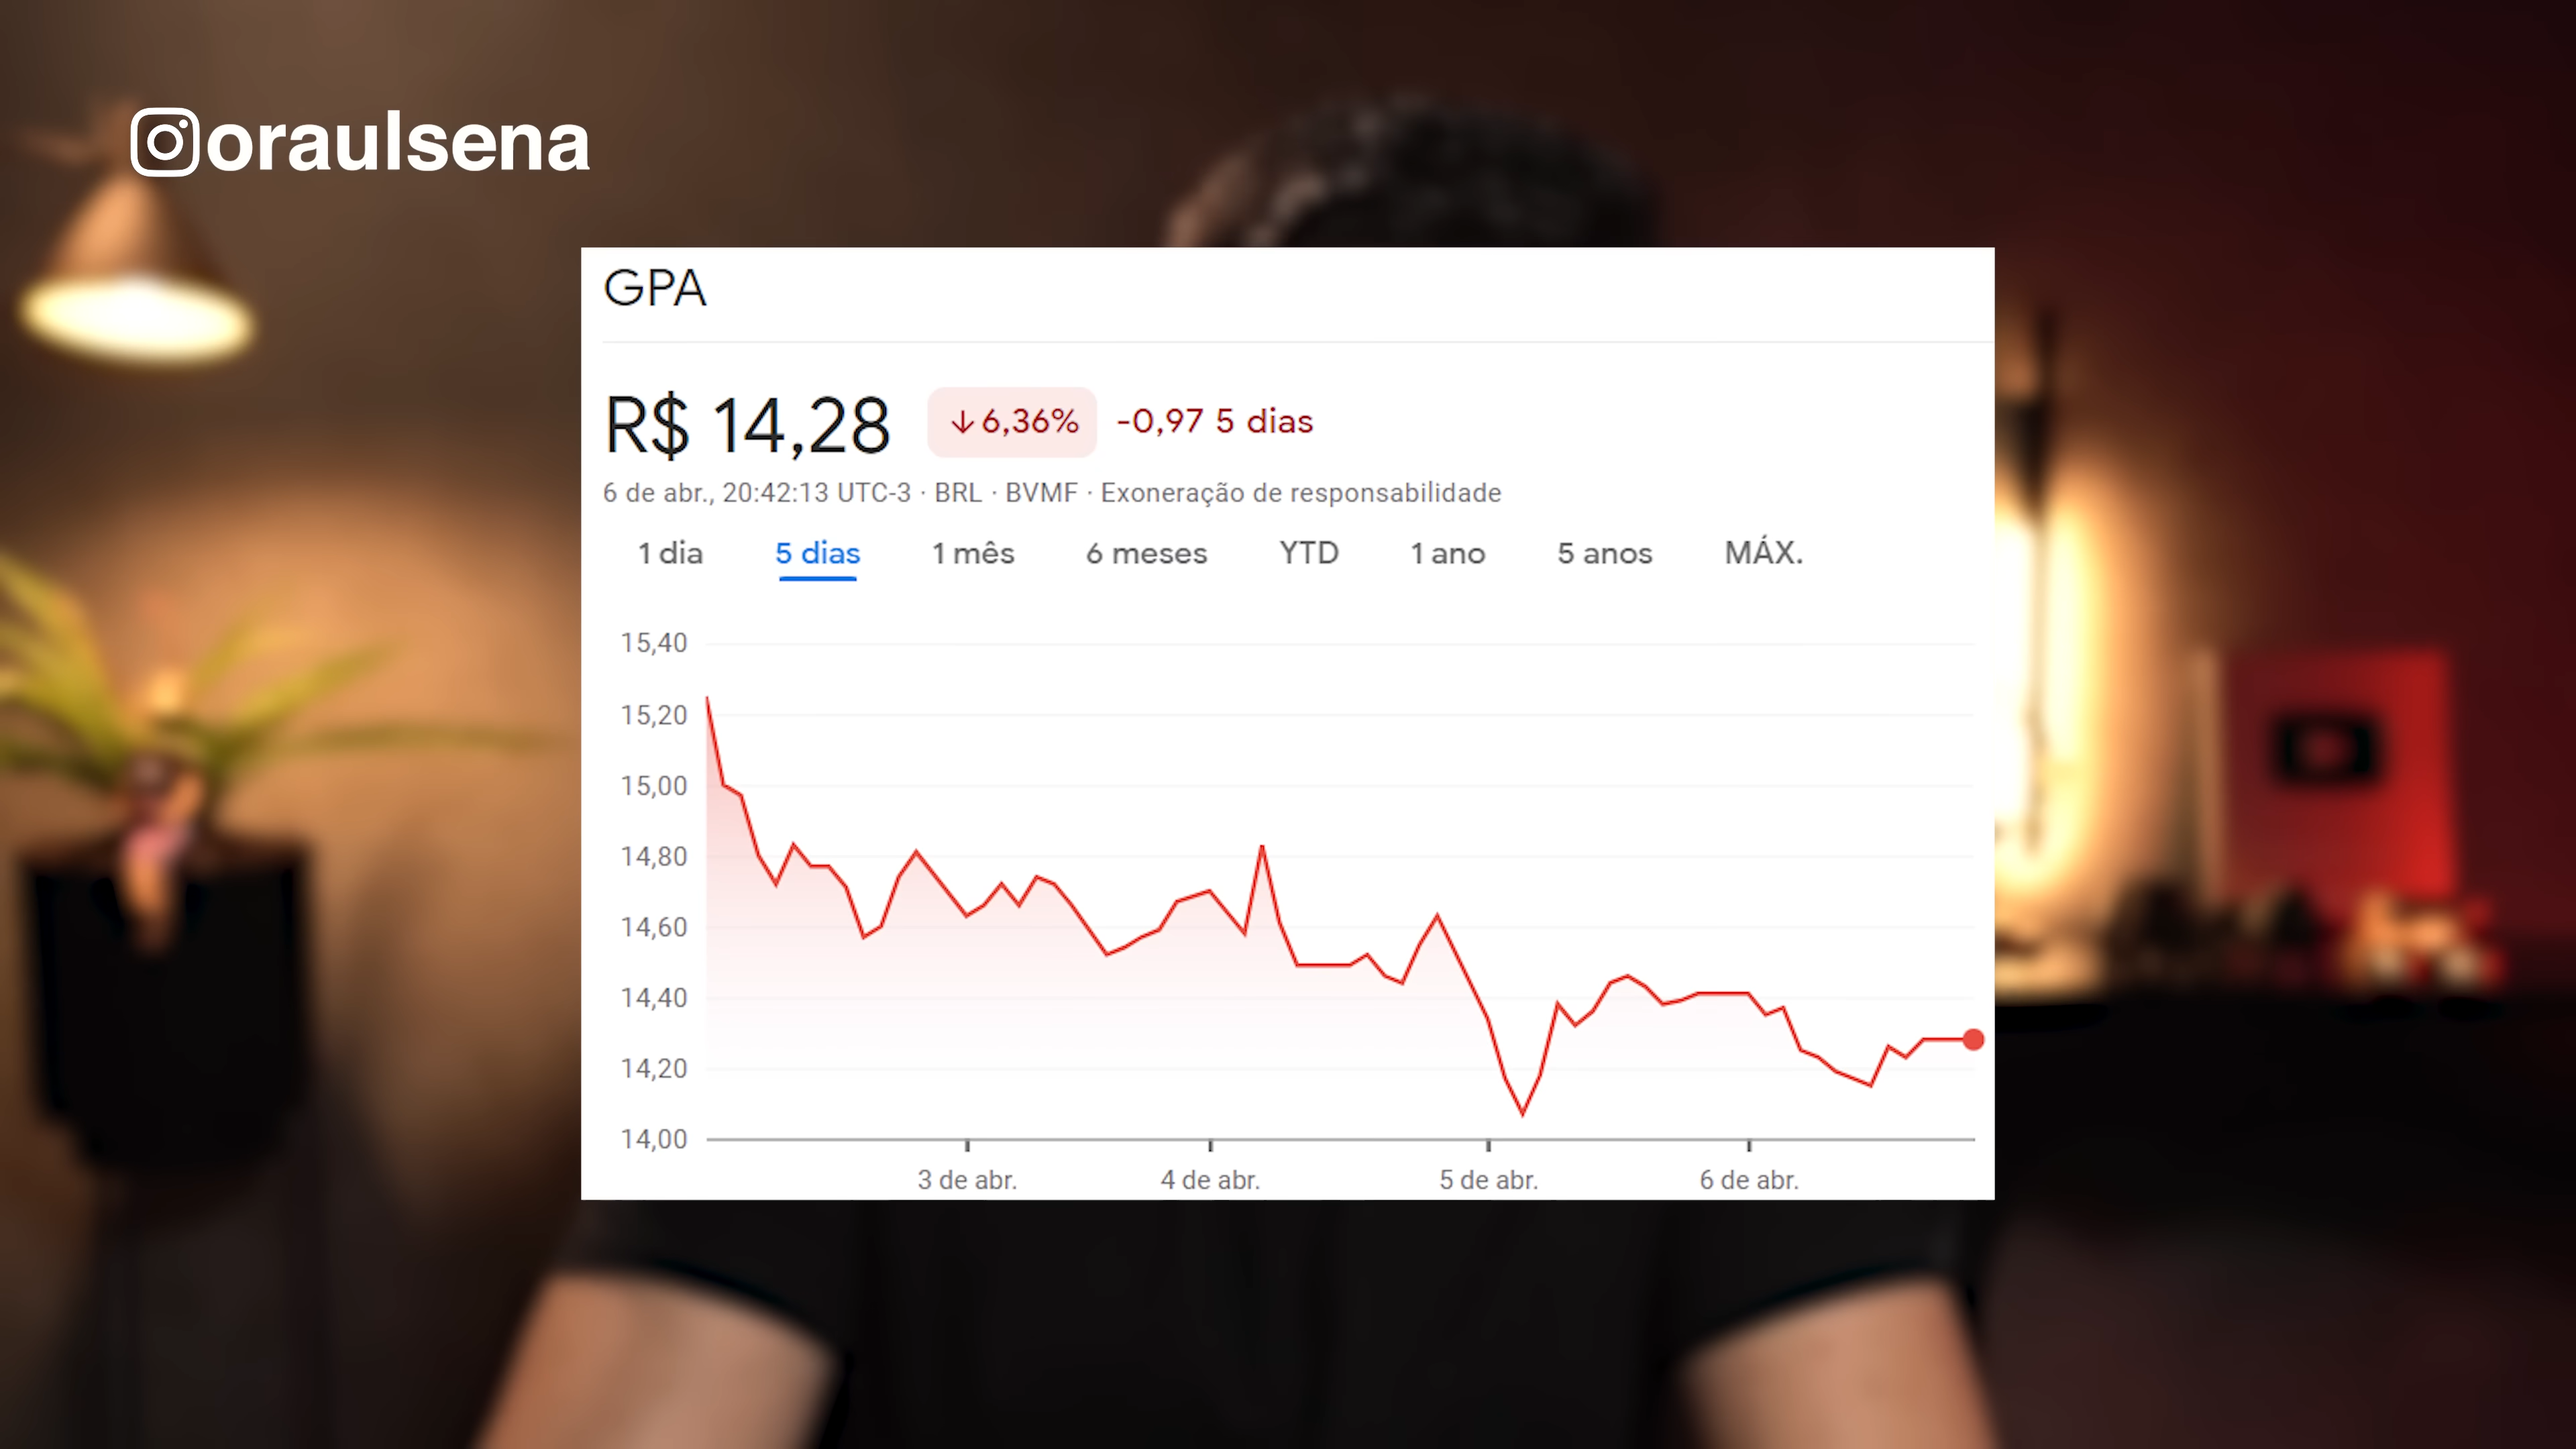 oraulsena
GPA
R$ 14,28 ↓6,36% -0,97 5 dias
6 de abr., 20:42:13 UTC-3 · BRL · BVMF · Exoneração de responsabilidade
1 dia 5 dias 1 mês 6 meses YTD 1 ano 5 anos MÁX.
15,40
15,20
15,00
14,80
14,60
14,40
14,20
14,00
3 de abr. 4 de abr. 5 de abr. 6 de abr.